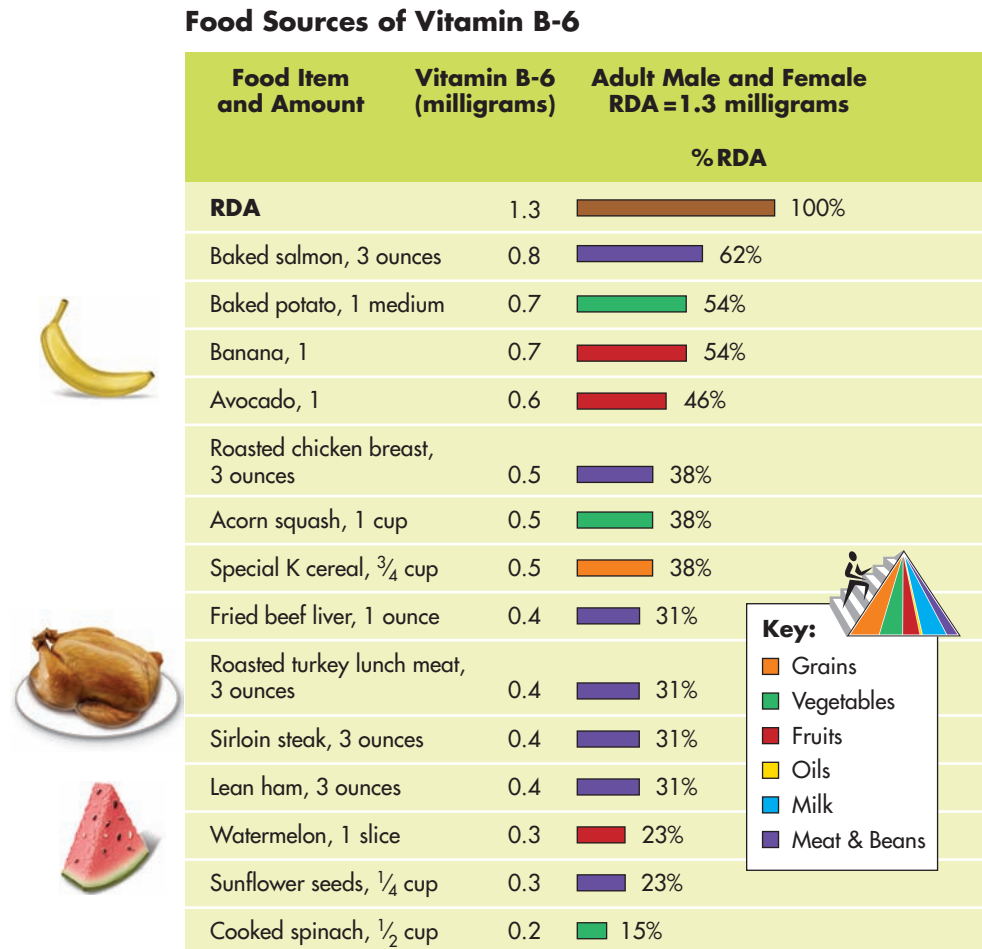 Food Sources of Vitamin B-6
Food Item and Amount
Vitamin B-6 (milligrams)
Adult Male and Female RDA = 1.3 milligrams
% RDA
RDA 1.3 100%
Baked salmon, 3 ounces 0.8 62%
Baked potato, 1 medium 0.7 54%
Banana, 1 0.7 54%
Avocado, 1 0.6 46%
Roasted chicken breast,
3 ounces 0.5 38%
Acorn squash, 1 cup 0.5 38%
Special K cereal, 3/4 cup 0.5 38%
Fried beef liver, 1 ounce 0.4 31%
Roasted turkey lunch meat,
3 ounces 0.4 31%
Sirloin steak, 3 ounces 0.4 31%
Lean ham, 3 ounces 0.4 31%
Watermelon, 1 slice 0.3 23%
Sunflower seeds, 1/4 cup 0.3 23%
Cooked spinach, 1/2 cup 0.2 15%
Key:
Grains
Vegetables
Fruits
Oils
Milk
Meat & Beans